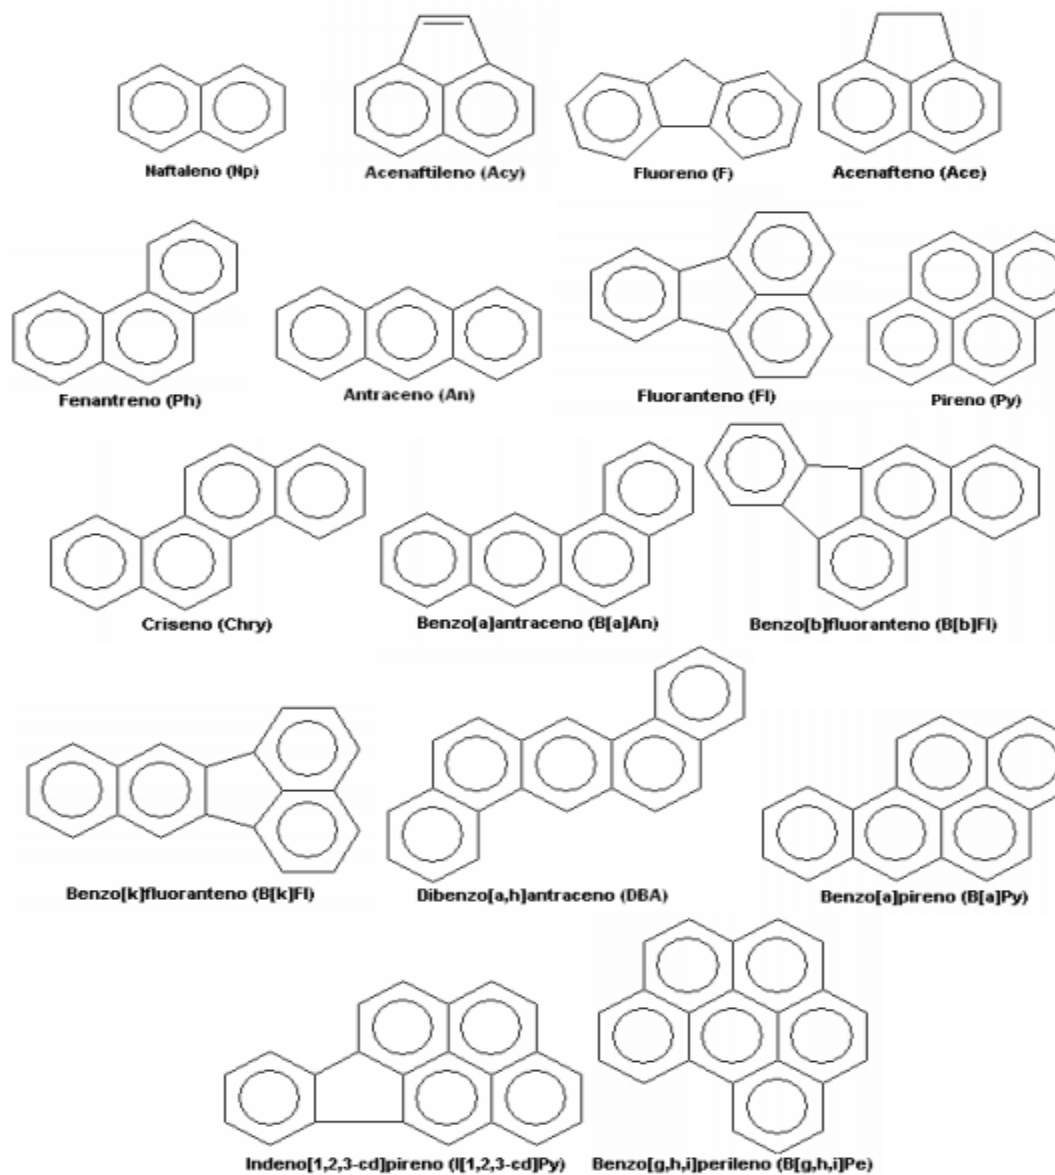 Naftaleno (Np)
Acenaftileno (Acy)
Fluoreno (F)
Acenafteno (Ace)
Fenantreno (Ph)
Antraceno (An)
Fluoranteno (Fl)
Pireno (Py)
Criseno (Chry)
Benzo[a]antraceno (B[a]An)
Benzo[b]fluoranteno (B[b]Fl)
Benzo[k]fluoranteno (B[k]Fl)
Dibenzo[a,h]antraceno (DBA)
Benzo[a]pireno (B[a]Py)
Indeno[1,2,3-cd]pireno (I[1,2,3-cd]Py)
Benzo[g,h,i]perileno (B[g,h,i]Pe)